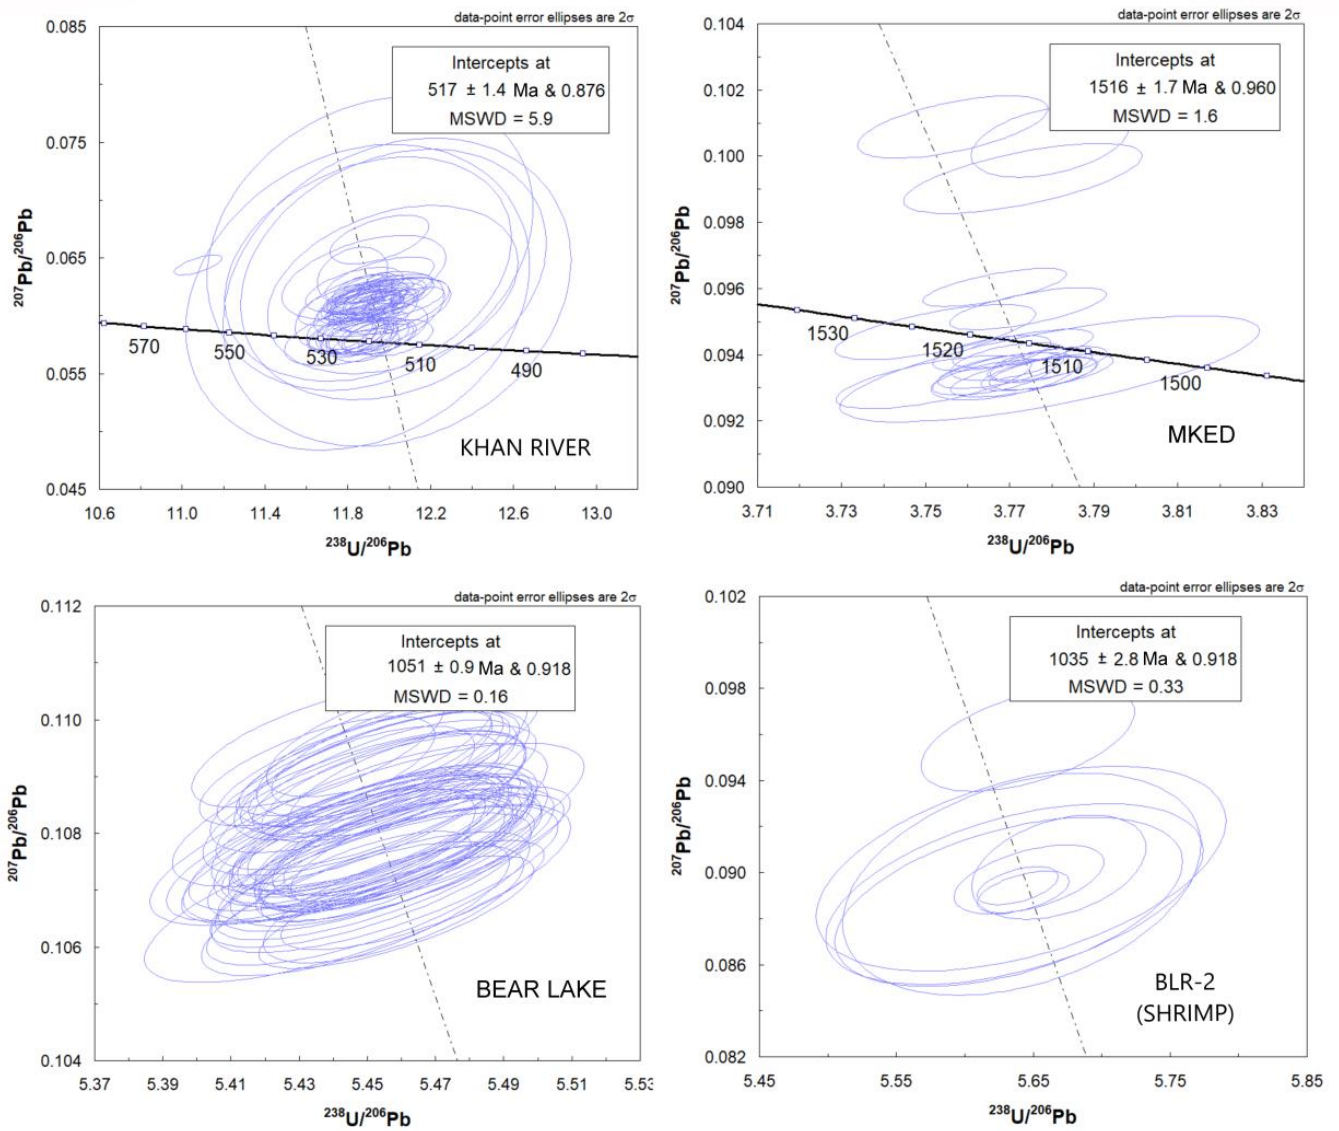 data-point error ellipses are 2σ
0.085
0.075
0.065
0.055
0.045
²⁰⁷Pb/²⁰⁶Pb
Intercepts at
517 ± 1.4 Ma & 0.876
MSWD = 5.9
570
550
530
510
490
KHAN RIVER
10.6 11.0 11.4 11.8 12.2 12.6 13.0
²³⁸U/²⁰⁶Pb
data-point error ellipses are 2σ
0.104
0.102
0.100
0.098
0.096
0.094
0.092
0.090
²⁰⁷Pb/²⁰⁶Pb
Intercepts at
1516 ± 1.7 Ma & 0.960
MSWD = 1.6
1530
1520
1510
1500
MKED
3.71 3.73 3.75 3.77 3.79 3.81 3.83
²³⁸U/²⁰⁶Pb
data-point error ellipses are 2σ
0.112
0.110
0.108
0.106
0.104
²⁰⁷Pb/²⁰⁶Pb
Intercepts at
1051 ± 0.9 Ma & 0.918
MSWD = 0.16
BEAR LAKE
5.37 5.39 5.41 5.43 5.45 5.47 5.49 5.51 5.53
²³⁸U/²⁰⁶Pb
data-point error ellipses are 2σ
0.102
0.098
0.094
0.090
0.086
0.082
²⁰⁷Pb/²⁰⁶Pb
Intercepts at
1035 ± 2.8 Ma & 0.918
MSWD = 0.33
BLR-2
(SHRIMP)
5.45 5.55 5.65 5.75 5.85
²³⁸U/²⁰⁶Pb